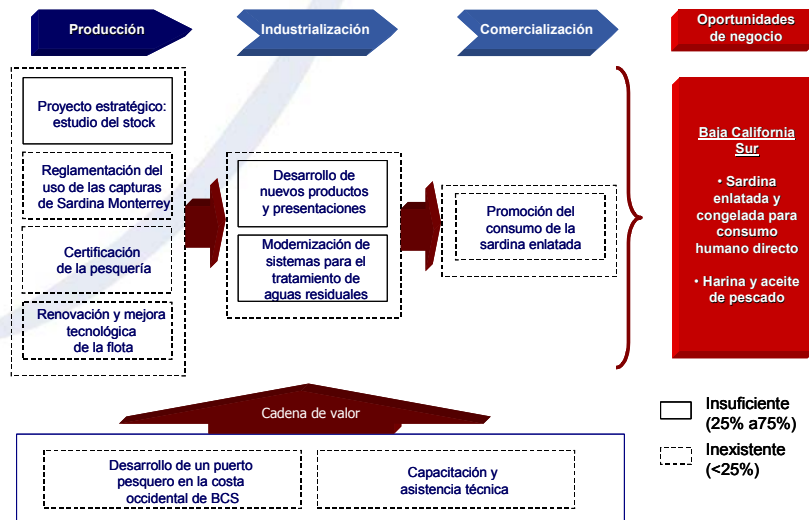 Producción
Industrialización
Comercialización
Oportunidades
de negocio
Proyecto estratégico:
estudio del stock
Reglamentación del
uso de las capturas
de Sardina Monterrey
Certificación
de la pesquería
Renovación y mejora
tecnológica
de la flota
Desarrollo de
nuevos productos
y presentaciones
Modernización de
sistemas para el
tratamiento de
aguas residuales
Promoción del
consumo de la
sardina enlatada
Baja California
Sur
• Sardina
enlatada y
congelada para
consumo
humano directo
• Harina y aceite
de pescado
Cadena de valor
Desarrollo de un puerto
pesquero en la costa
occidental de BCS
Capacitación y
asistencia técnica
Insuficiente
(25% a75%)
Inexistente
(<25%)